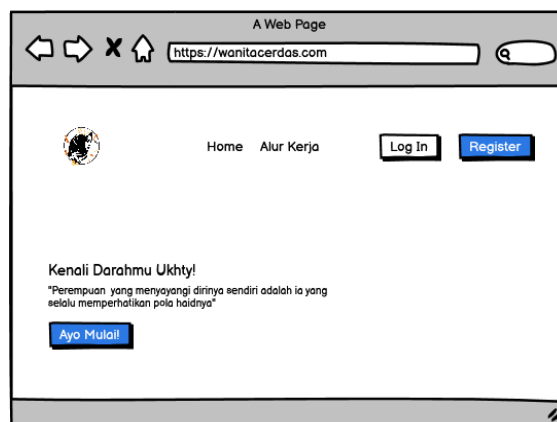 A Web Page
https://wanitacerdas.com
Home Alur Kerja Log In Register
Kenali Darahmu Ukhty!
"Perempuan yang menyayangi dirinya sendiri adalah ia yang
selalu memperhatikan pola haidnya"
Ayo Mulai!